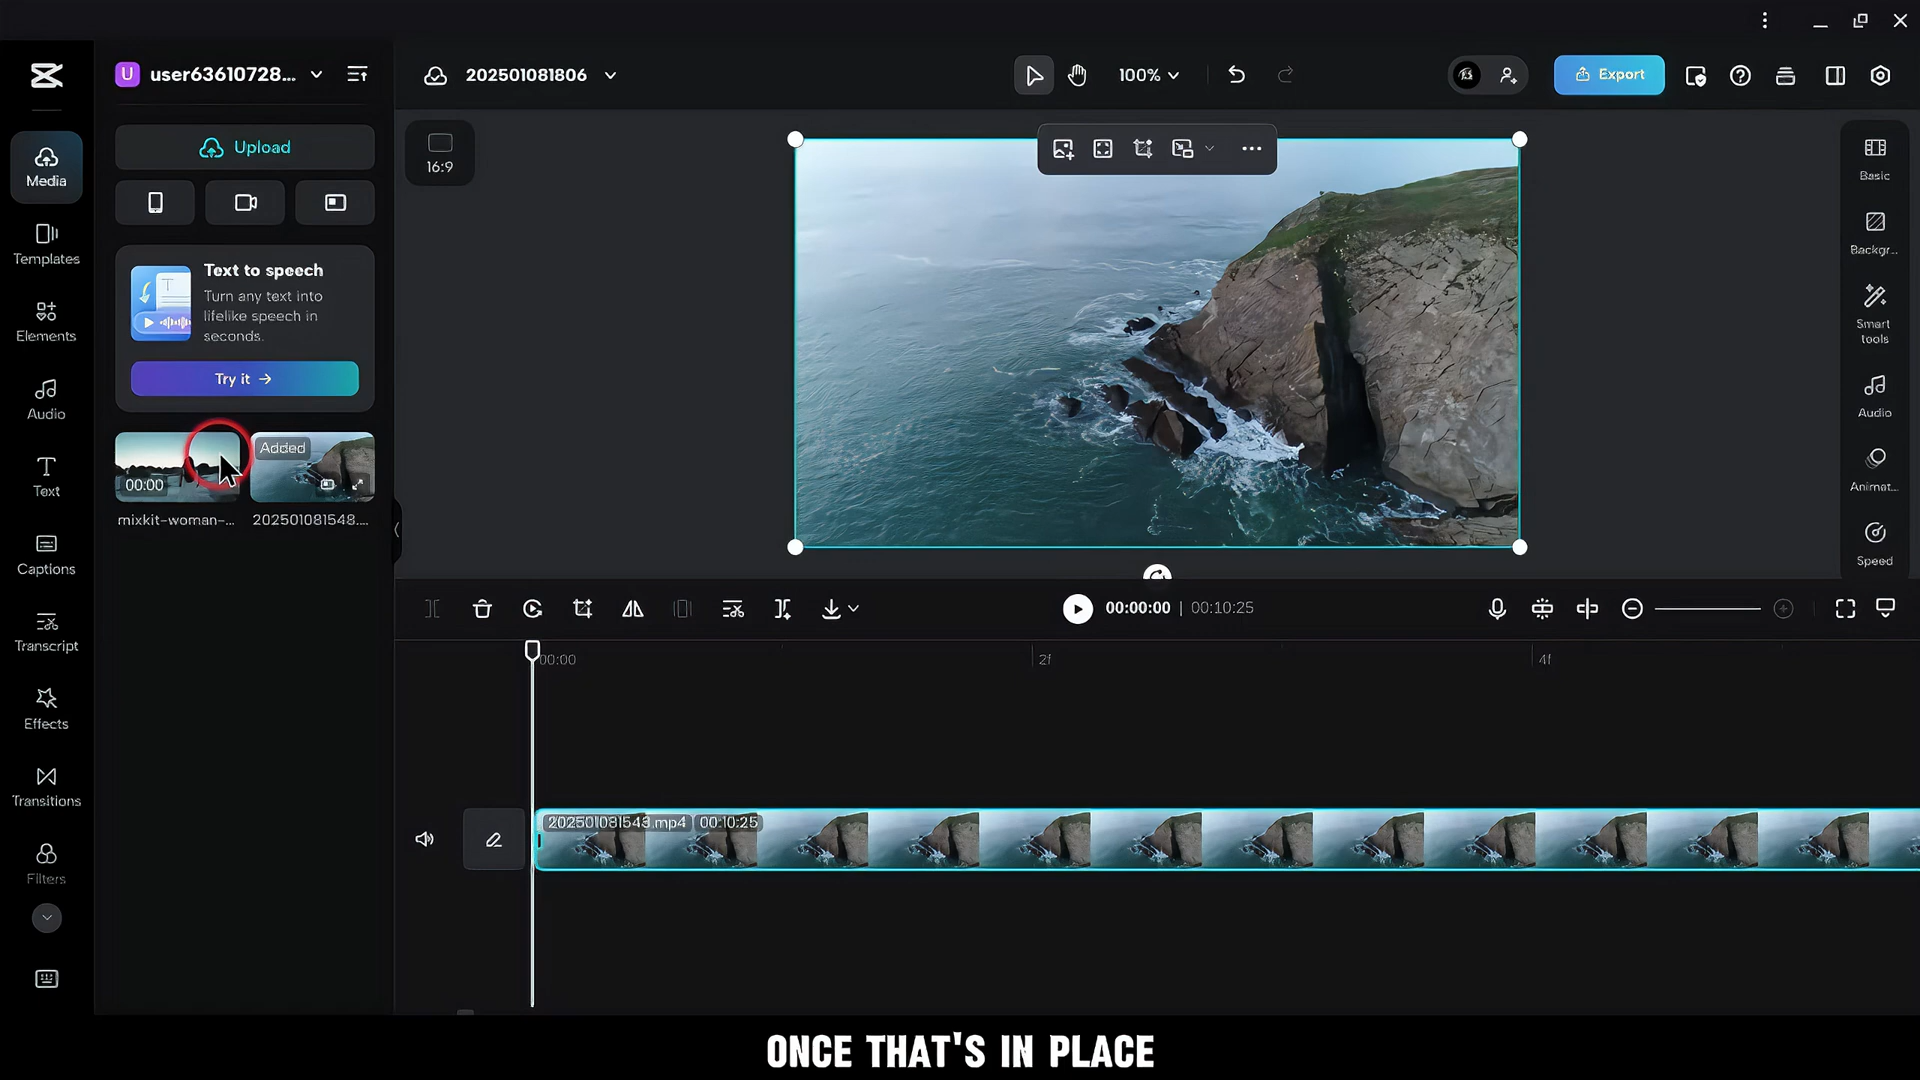 U user63610728...
202501081806
100%
Export
Upload
16:9
Media
Templates
Elements
Audio
Text
Captions
Transcript
Effects
Transitions
Filters
Text to speech
Turn any text into
lifelike speech in
seconds.
Try it →
00:00
Added
mixkit-woman-...
202501081548....
Basic
Backgr...
Smart
tools
Audio
Animat...
Speed
00:00:00 | 00:10:25
00:00
2f
4f
202501081548.mp4 00:10:25
ONCE THAT'S IN PLACE